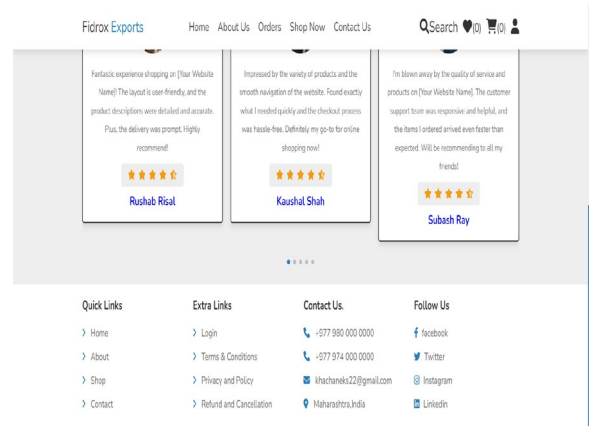 Fidrox Exports
Home About Us Orders Shop Now Contact Us
Search (0) (0)
Fantastic experience shopping on [Your Website
Name]! The layout is user-friendly, and the
product descriptions were detailed and accurate.
Plus, the delivery was prompt. Highly
recommend!
Rushab Risal
Impressed by the variety of products and the
smooth navigation of the website. Found exactly
what I needed quickly and the checkout process
was hassle-free. Definitely my go-to for online
shopping now!
Kaushal Shah
I'm blown away by the quality of service and
products on [Your Website Name]. The customer
support team was responsive and helpful, and
the items I ordered arrived even faster than
expected. Will be recommending to all my
friends!
Subash Ray
Quick Links
Home
About
Shop
Contact
Extra Links
Login
Terms & Conditions
Privacy and Policy
Refund and Cancellation
Contact Us.
+977 980 000 0000
+977 974 000 0000
khachaneks22@gmail.com
Maharashtra,India
Follow Us
facebook
Twitter
Instagram
Linkedin